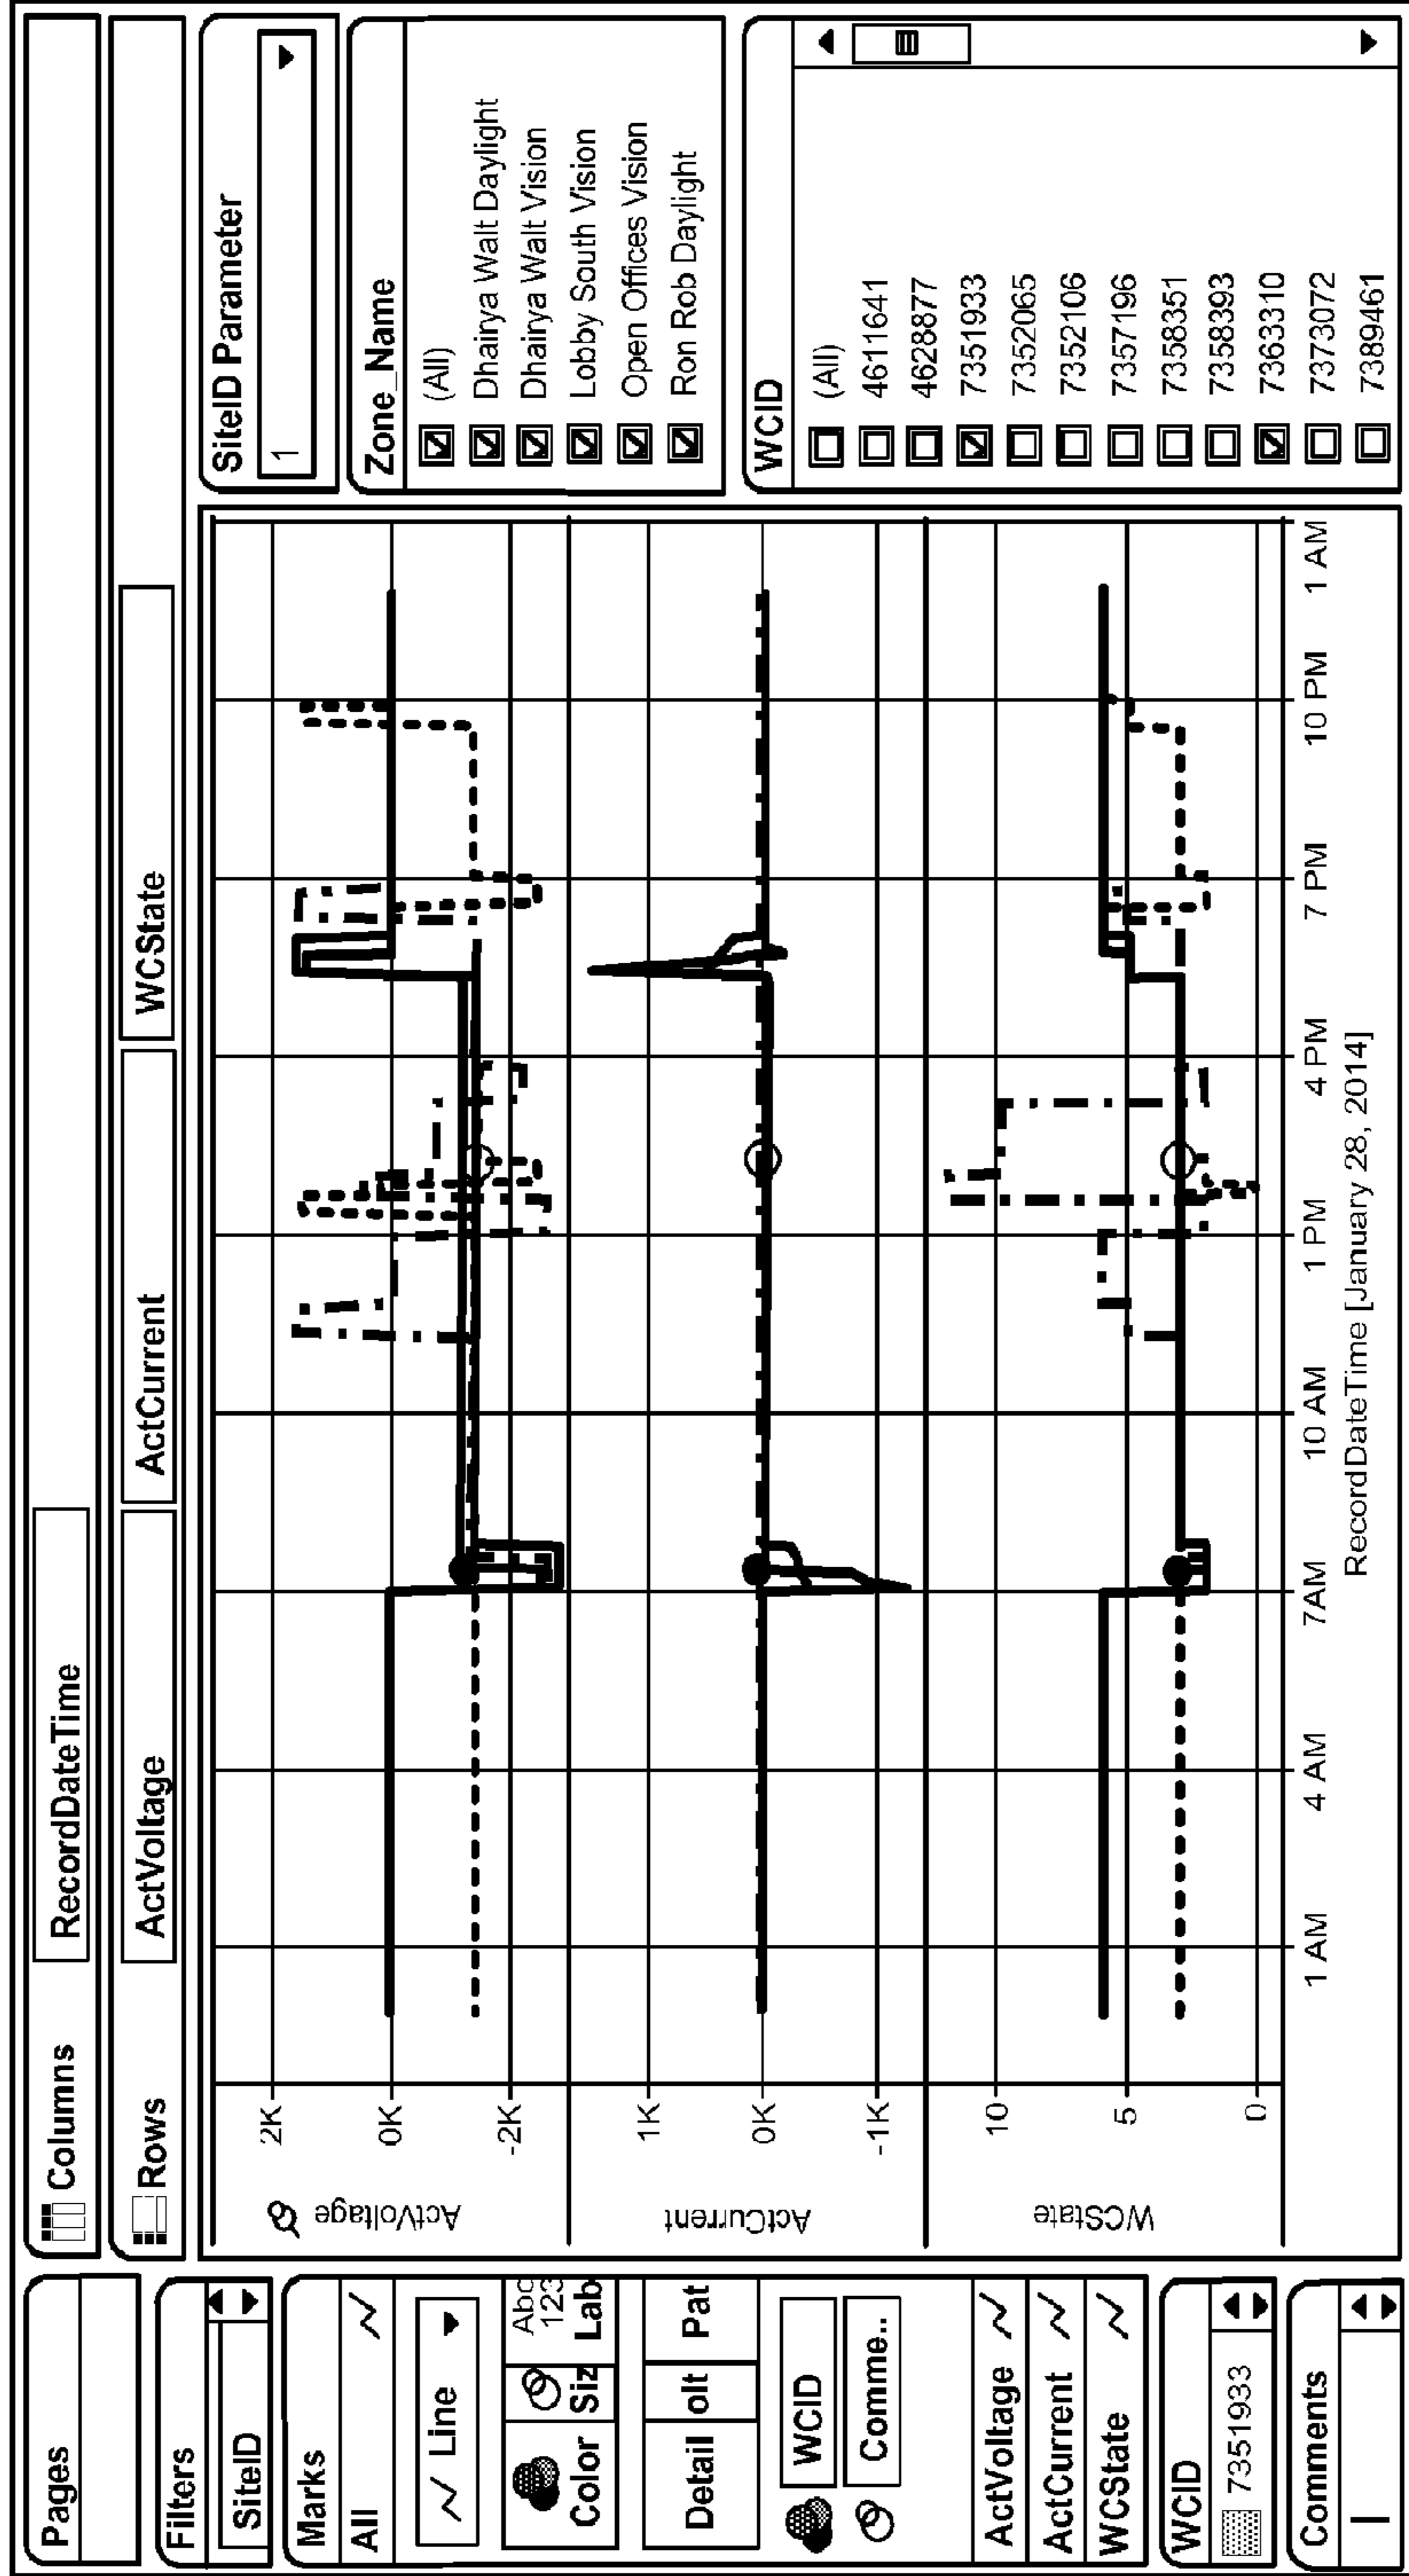 Pages
Columns
RecordDateTime
Rows
ActVoltage
ActCurrent
WCState
Filters
SiteID
Marks
All
Line
Color
Siz
Abc
123
Lab
Detail
olt
Pat
WCID
Comme..
ActVoltage
ActCurrent
WCState
WCID
7351933
Comments
ActVoltage
2K
0K
-2K
ActCurrent
1K
0K
-1K
WCState
10
5
0
1 AM
4 AM
7AM
10 AM
1 PM
4 PM
7 PM
10 PM
1 AM
RecordDateTime [January 28, 2014]
SiteID Parameter
1
Zone_Name
(All)
Dhairya Walt Daylight
Dhairya Walt Vision
Lobby South Vision
Open Offices Vision
Ron Rob Daylight
WCID
(All)
4611641
4628877
7351933
7352065
7352106
7357196
7358351
7358393
7363310
7373072
7389461